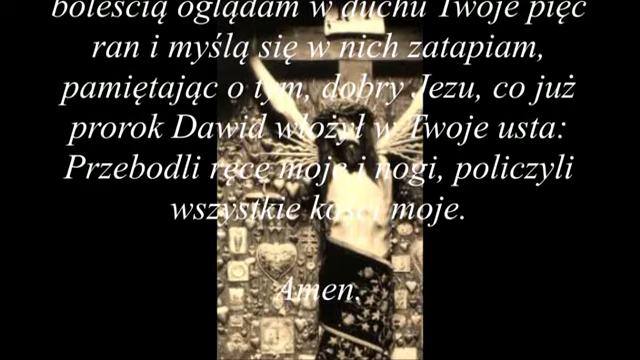 boleścią oglądam w duchu Twoje pięć
ran i myślą się w nich zatapiam,
pamiętając o tym, dobry Jezu, co już
prorok Dawid włożył w Twoje usta:
Przebodli ręce moje i nogi, policzyli
wszystkie kości moje.
Amen.